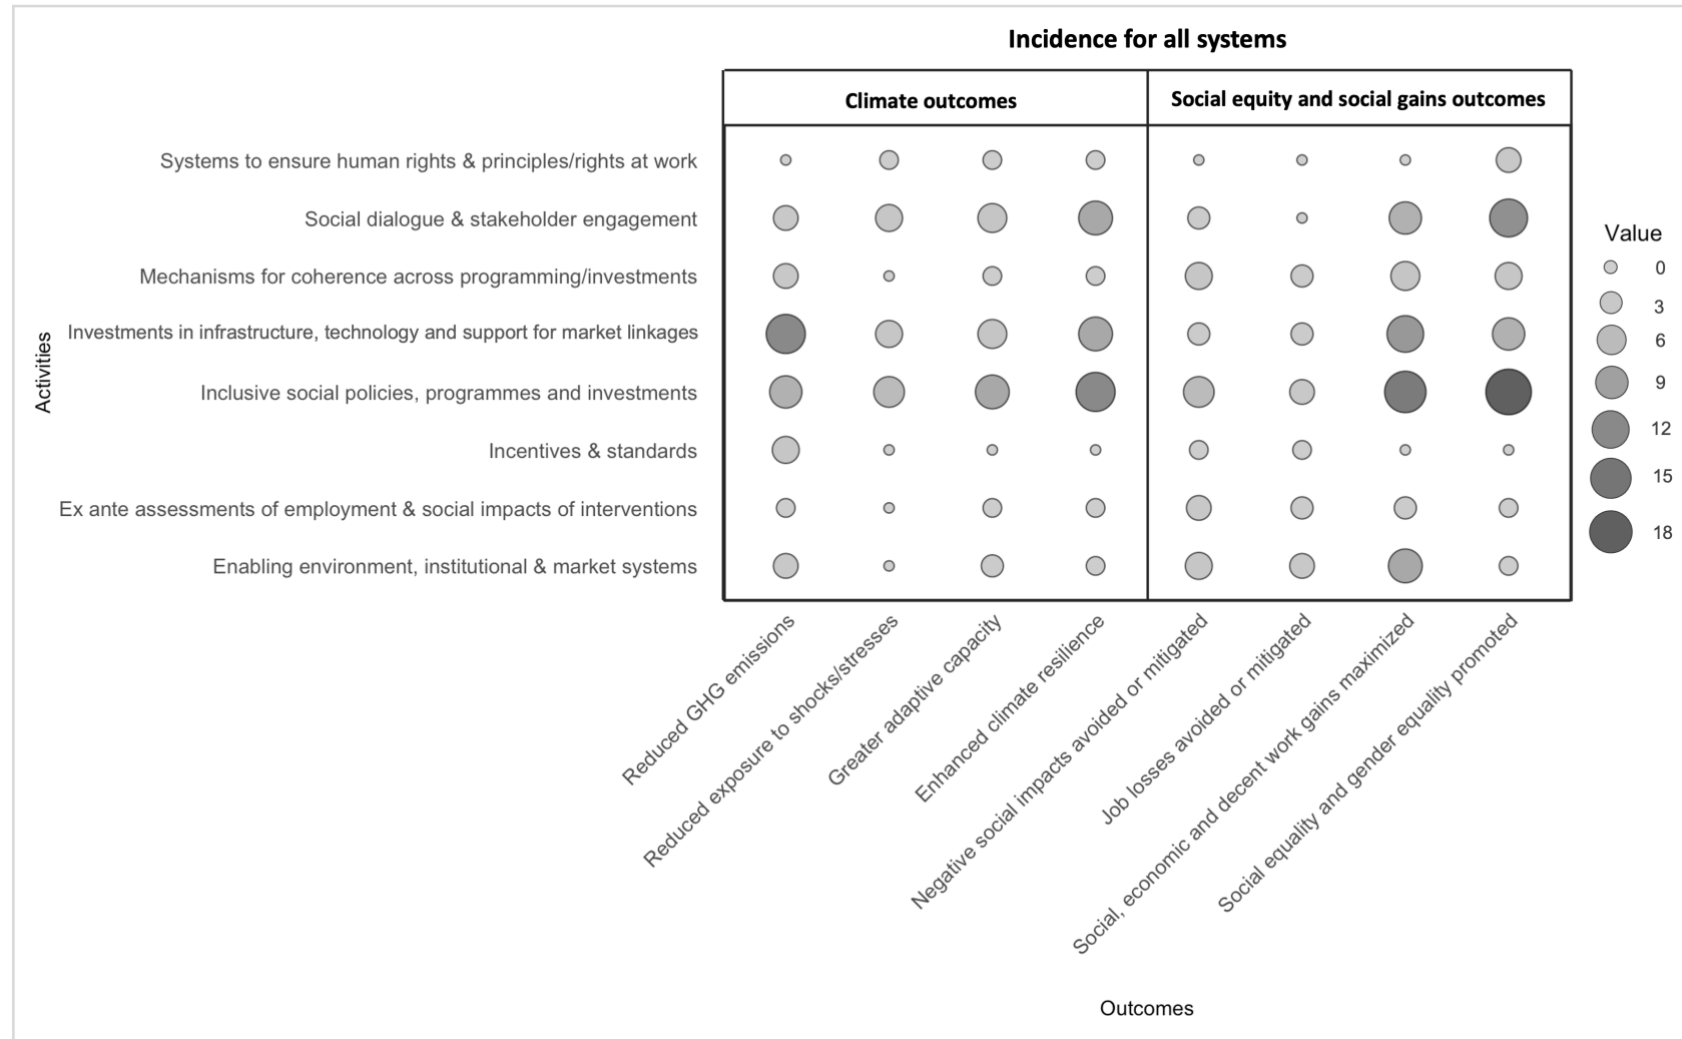 Incidence for all systems
Climate outcomes
Social equity and social gains outcomes
Activities
Systems to ensure human rights & principles/rights at work
Social dialogue & stakeholder engagement
Mechanisms for coherence across programming/investments
Investments in infrastructure, technology and support for market linkages
Inclusive social policies, programmes and investments
Incentives & standards
Ex ante assessments of employment & social impacts of interventions
Enabling environment, institutional & market systems
Value
0
3
6
9
12
15
18
Reduced GHG emissions
Reduced exposure to shocks/stresses
Greater adaptive capacity
Enhanced climate resilience
Negative social impacts avoided or mitigated
Job losses avoided or mitigated
Social, economic and decent work gains maximized
Social equality and gender equality promoted
Outcomes